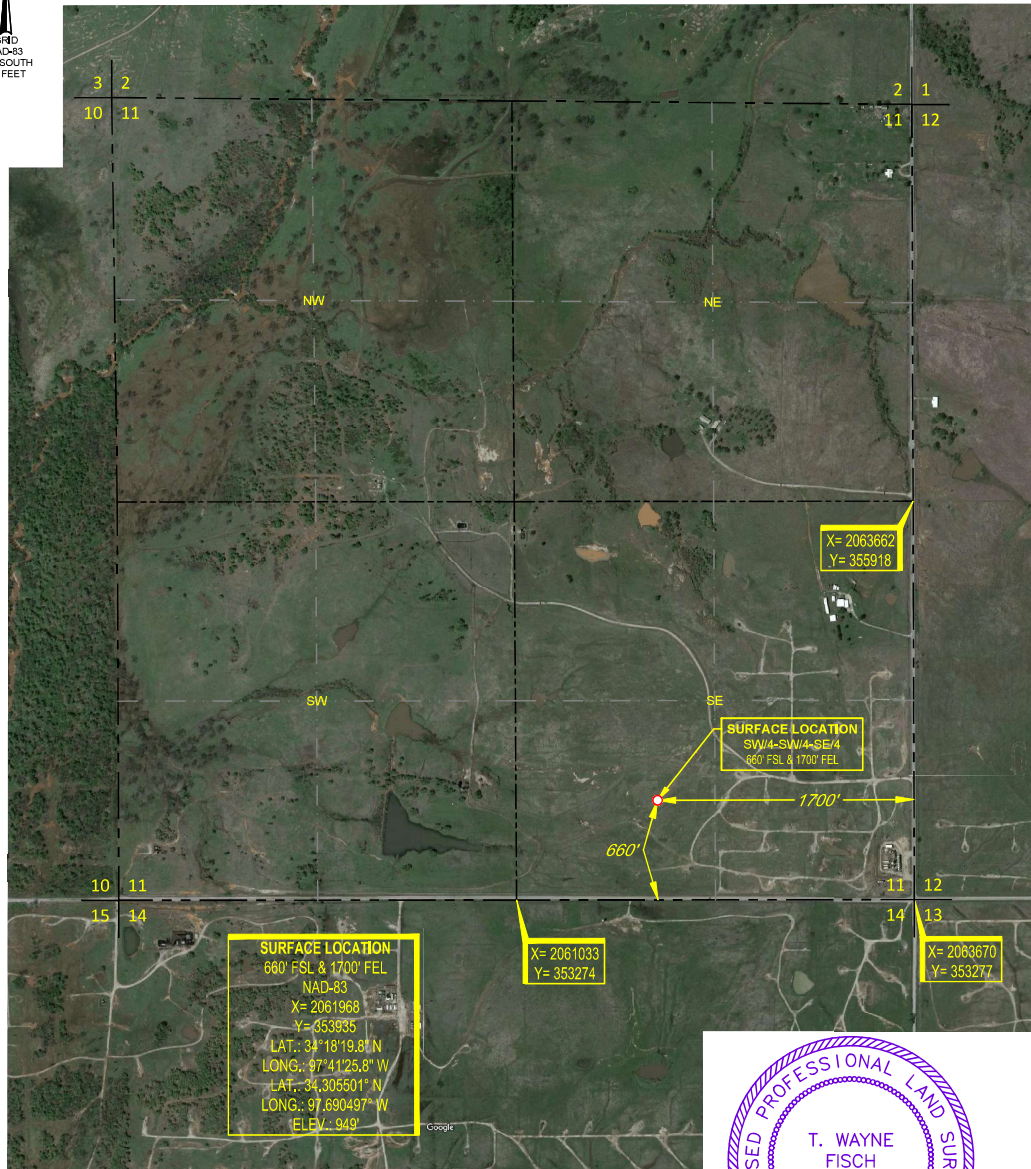 GRID
NAD-83
SOUTH
FEET
3 2
10 11
2 1
11 12
NW
NE
X= 2063662
Y= 355918
SW
SE
SURFACE LOCATION
SW/4-SW/4-SE/4
660' FSL & 1700' FEL
1700'
660'
10 11
15 14
11 12
14 13
SURFACE LOCATION
660' FSL & 1700' FEL
NAD-83
X= 2061968
Y= 353935
LAT.: 34°18'19.8" N
LONG.: 97°41'25.8" W
LAT.: 34.305501° N
LONG.: 97.690497° W
ELEV.: 949'
X= 2061033
Y= 353274
X= 2063670
Y= 353277
Google
SED PROFESSIONAL LAND SUR
T. WAYNE
FISCH